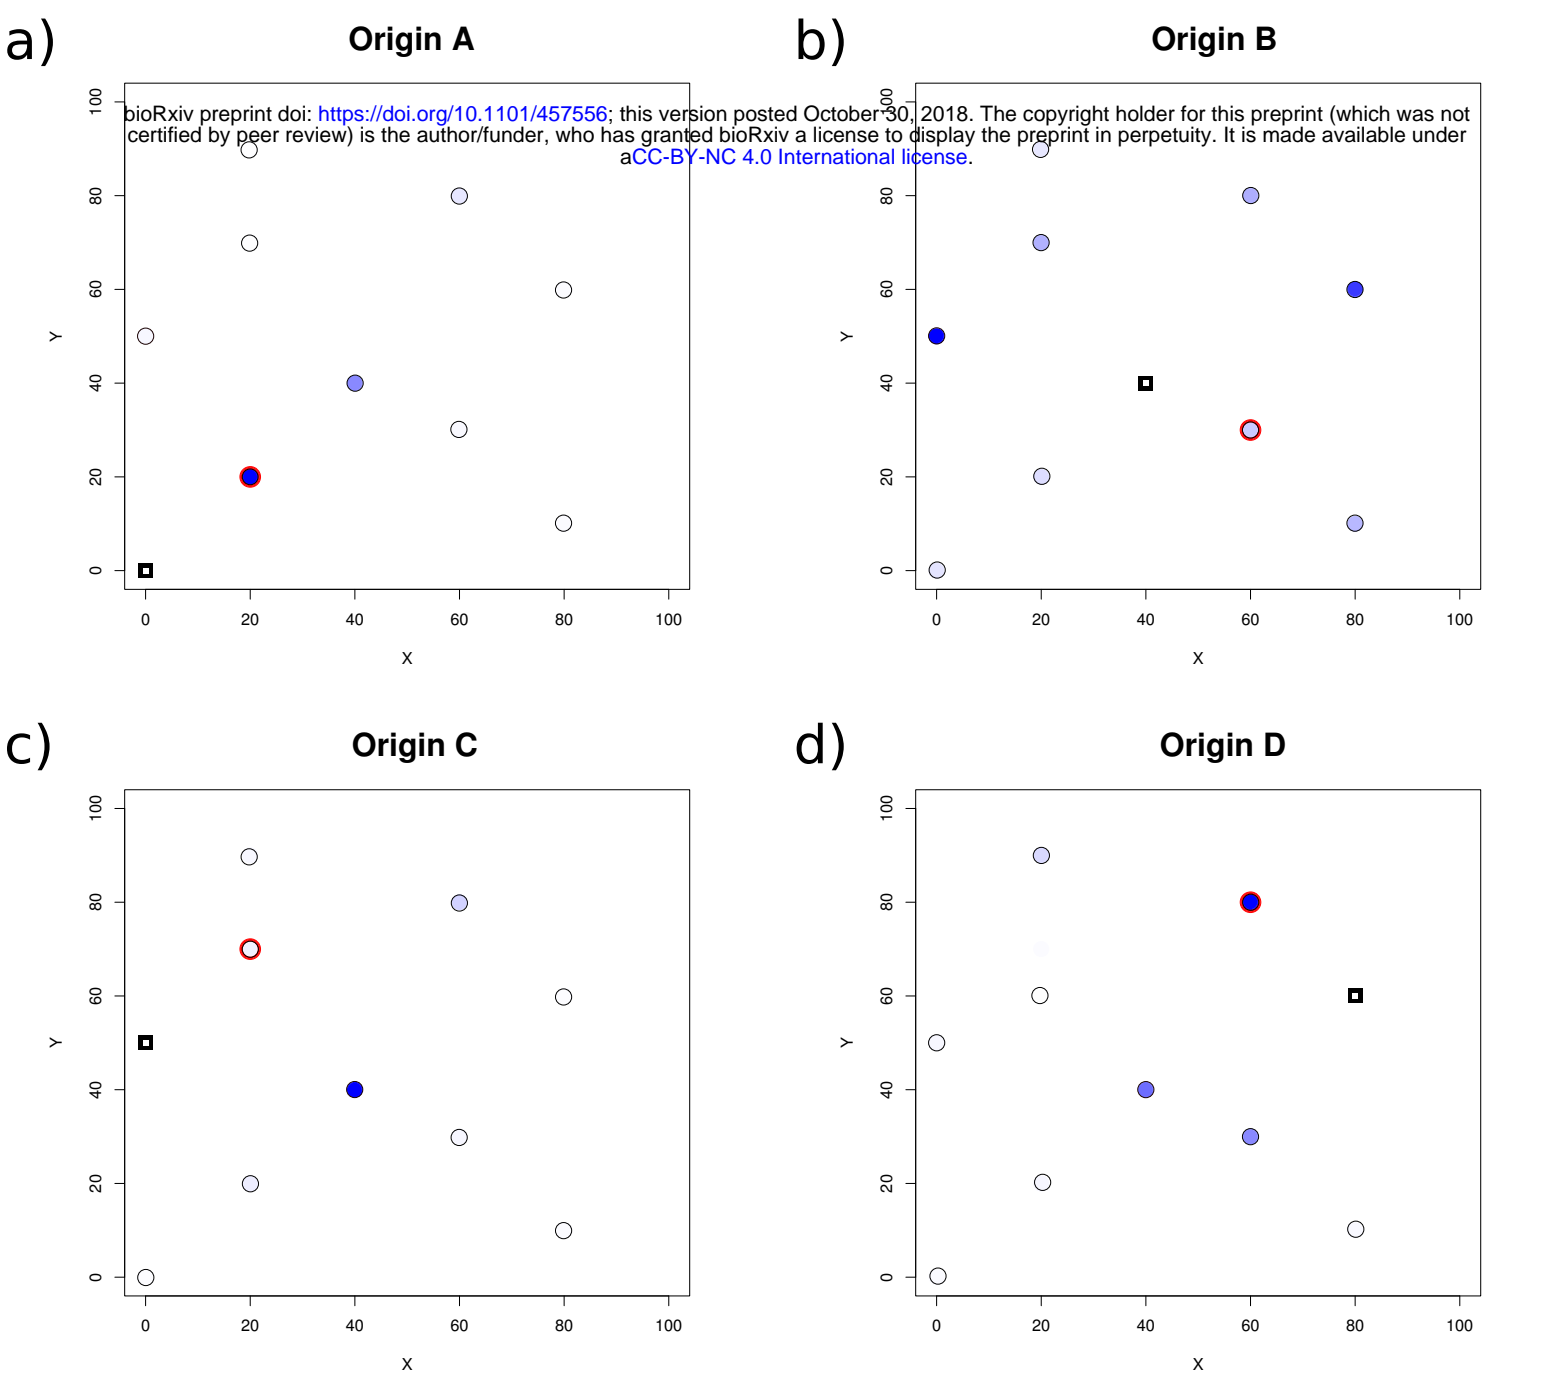 a)
Origin A
b)
Origin B
bioRxiv preprint doi: https://doi.org/10.1101/457556; this version posted October 30, 2018. The copyright holder for this preprint (which was not
certified by peer review) is the author/funder, who has granted bioRxiv a license to display the preprint in perpetuity. It is made available under
aCC-BY-NC 4.0 International license.
100
80
60
40
20
0
Y
0 20 40 60 80 100
X
100
80
60
40
20
0
Y
0 20 40 60 80 100
X
c)
Origin C
100
80
60
40
20
0
Y
0 20 40 60 80 100
X
d)
Origin D
100
80
60
40
20
0
Y
0 20 40 60 80 100
X